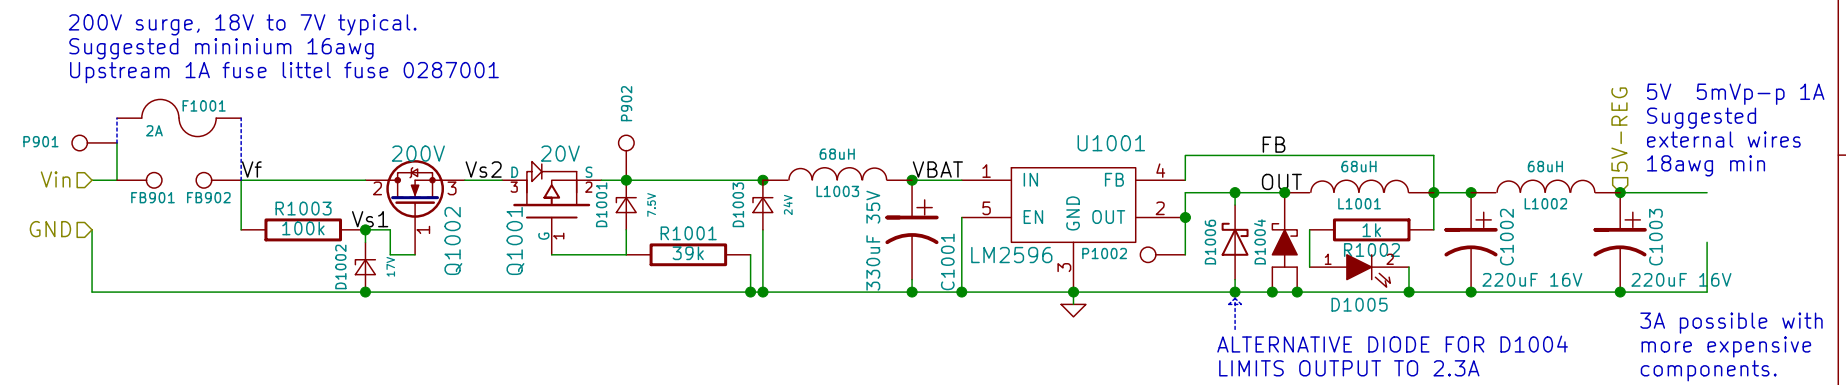 200V surge, 18V to 7V typical.
Suggested mininium 16awg
Upstream 1A fuse littel fuse 0287001
F1001
2A
P901
Vin
FB901
FB902
GND
Vf
R1003
100k
Vs1
D1002
17V
200V
2
3
1
Q1002
Vs2
20V
D
3
S
2
G
1
Q1001
P902
D1001
7.5V
R1001
39k
D1003
24V
68uH
L1003
VBAT
330uF 35V
C1001
U1001
1
IN
FB
4
5
EN
GND
OUT
2
3
LM2596
P1002
FB
OUT
D1006
D1004
68uH
L1001
1k
R1002
1
2
D1005
68uH
L1002
C1002
220uF 16V
C5V-REG
C1003
220uF 16V
5V 5mVp-p 1A
Suggested
external wires
18awg min
ALTERNATIVE DIODE FOR D1004
LIMITS OUTPUT TO 2.3A
3A possible with
more expensive
components.